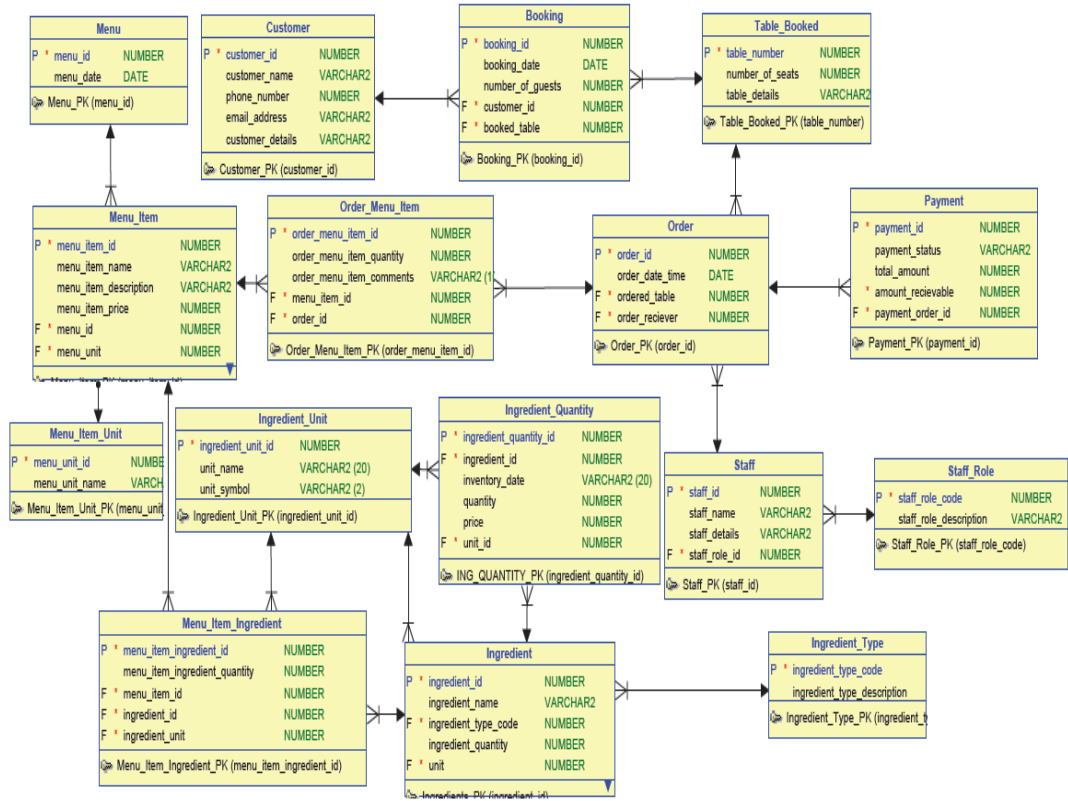 Menu
P * menu_id NUMBER
menu_date DATE
Menu_PK (menu_id)
Customer
P * customer_id NUMBER
customer_name VARCHAR2
phone_number NUMBER
email_address VARCHAR2
customer_details VARCHAR2
Customer_PK (customer_id)
Booking
P * booking_id NUMBER
booking_date DATE
number_of_guests NUMBER
F * customer_id NUMBER
F * booked_table NUMBER
Booking_PK (booking_id)
Table_Booked
P * table_number NUMBER
number_of_seats NUMBER
table_details VARCHAR2
Table_Booked_PK (table_number)
Menu_Item
P * menu_item_id NUMBER
menu_item_name VARCHAR2
menu_item_description VARCHAR2
menu_item_price NUMBER
F * menu_id NUMBER
F * menu_unit NUMBER
Order_Menu_Item
P * order_menu_item_id NUMBER
order_menu_item_quantity NUMBER
order_menu_item_comments VARCHAR2 (1
F * menu_item_id NUMBER
F * order_id NUMBER
Order_Menu_Item_PK (order_menu_item_id)
Order
P * order_id NUMBER
order_date_time DATE
F * ordered_table NUMBER
F * order_reciever NUMBER
Order_PK (order_id)
Payment
P * payment_id NUMBER
payment_status VARCHAR2
total_amount NUMBER
* amount_recievable NUMBER
F * payment_order_id NUMBER
Payment_PK (payment_id)
Menu_Item_Unit
P * menu_unit_id NUMBE
menu_unit_name VARCH
Menu_Item_Unit_PK (menu_unit
Ingredient_Unit
P * ingredient_unit_id NUMBER
unit_name VARCHAR2 (20)
unit_symbol VARCHAR2 (2)
Ingredient_Unit_PK (ingredient_unit_id)
Ingredient_Quantity
P * ingredient_quantity_id NUMBER
F * ingredient_id NUMBER
inventory_date VARCHAR2 (20)
quantity NUMBER
price NUMBER
F * unit_id NUMBER
ING_QUANTITY_PK (ingredient_quantity_id)
Staff
P * staff_id NUMBER
staff_name VARCHAR2
staff_details VARCHAR2
F * staff_role_id NUMBER
Staff_PK (staff_id)
Staff_Role
P * staff_role_code NUMBER
staff_role_description VARCHAR2
Staff_Role_PK (staff_role_code)
Menu_Item_Ingredient
P * menu_item_ingredient_id NUMBER
menu_item_ingredient_quantity NUMBER
F * menu_item_id NUMBER
F * ingredient_id NUMBER
F * ingredient_unit NUMBER
Menu_Item_Ingredient_PK (menu_item_ingredient_id)
Ingredient
P * ingredient_id NUMBER
ingredient_name VARCHAR2
F * ingredient_type_code NUMBER
ingredient_quantity NUMBER
F * unit NUMBER
Ingredients_PK (ingredient_id)
Ingredient_Type
P * ingredient_type_code
ingredient_type_description
Ingredient_Type_PK (ingredient_t